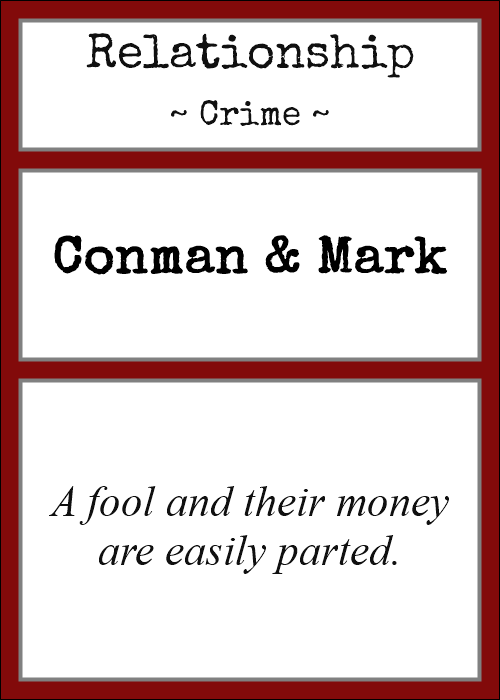 Relationship
~ Crime ~
Conman & Mark
A fool and their money
are easily parted.